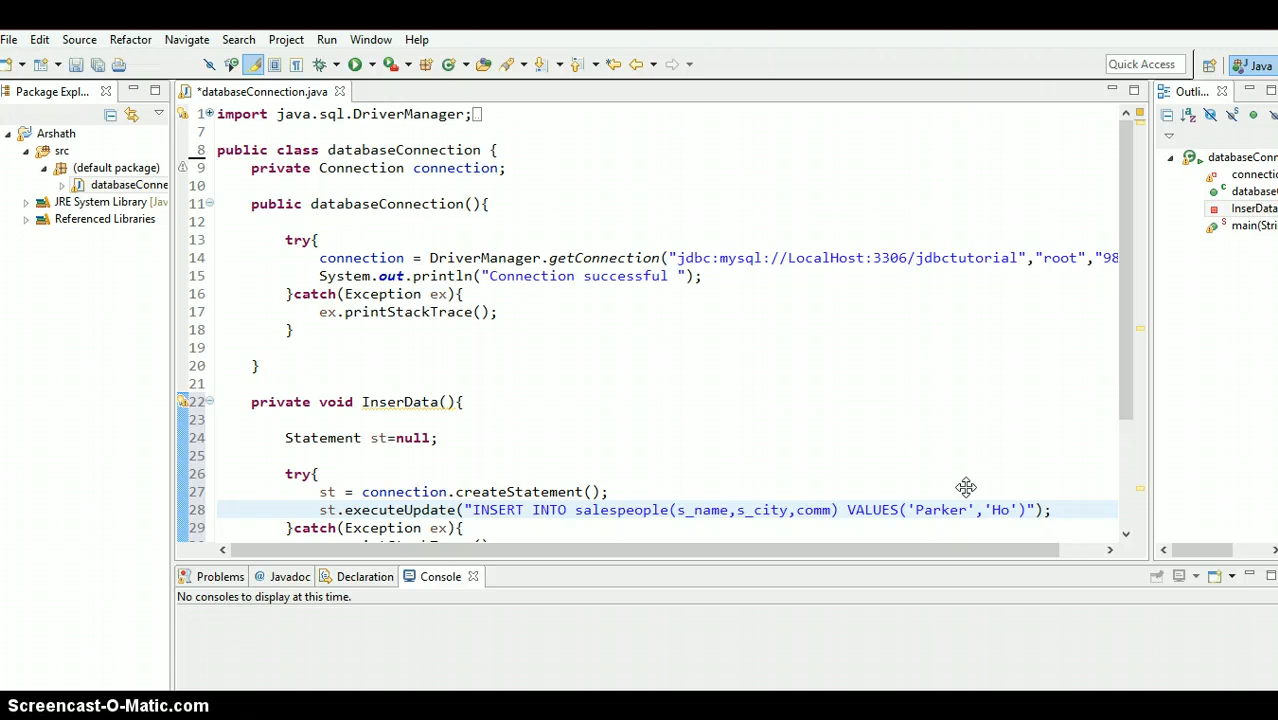 File Edit Source Refactor Navigate Search Project Run Window Help
Quick Access
Java
Package Expl...
*databaseConnection.java
Outli...
Arshath
src
(default package)
databaseConne
JRE System Library [Jav
Referenced Libraries
1 import java.sql.DriverManager;
7
8 public class databaseConnection {
9 private Connection connection;
10
11 public databaseConnection(){
12
13 try{
14 connection = DriverManager.getConnection("jdbc:mysql://LocalHost:3306/jdbctutorial","root","98
15 System.out.println("Connection successful ");
16 }catch(Exception ex){
17 ex.printStackTrace();
18 }
19
20 }
21
22 private void InserData(){
23
24 Statement st=null;
25
26 try{
27 st = connection.createStatement();
28 st.executeUpdate("INSERT INTO salespeople(s_name,s_city,comm) VALUES('Parker','Ho')");
29 }catch(Exception ex){
databaseConn
connectio
database
InserData
main(Stri
Problems @ Javadoc Declaration Console
No consoles to display at this time.
Screencast-O-Matic.com